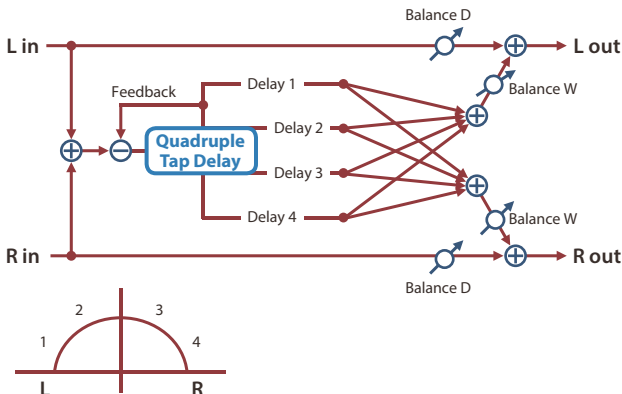 Balance D
L in
L out
Delay 1
Feedback
Balance W
Quadruple
Tap Delay
Delay 2
Delay 3
Delay 4
Balance W
R in
R out
Balance D
2
3
1
4
L
R